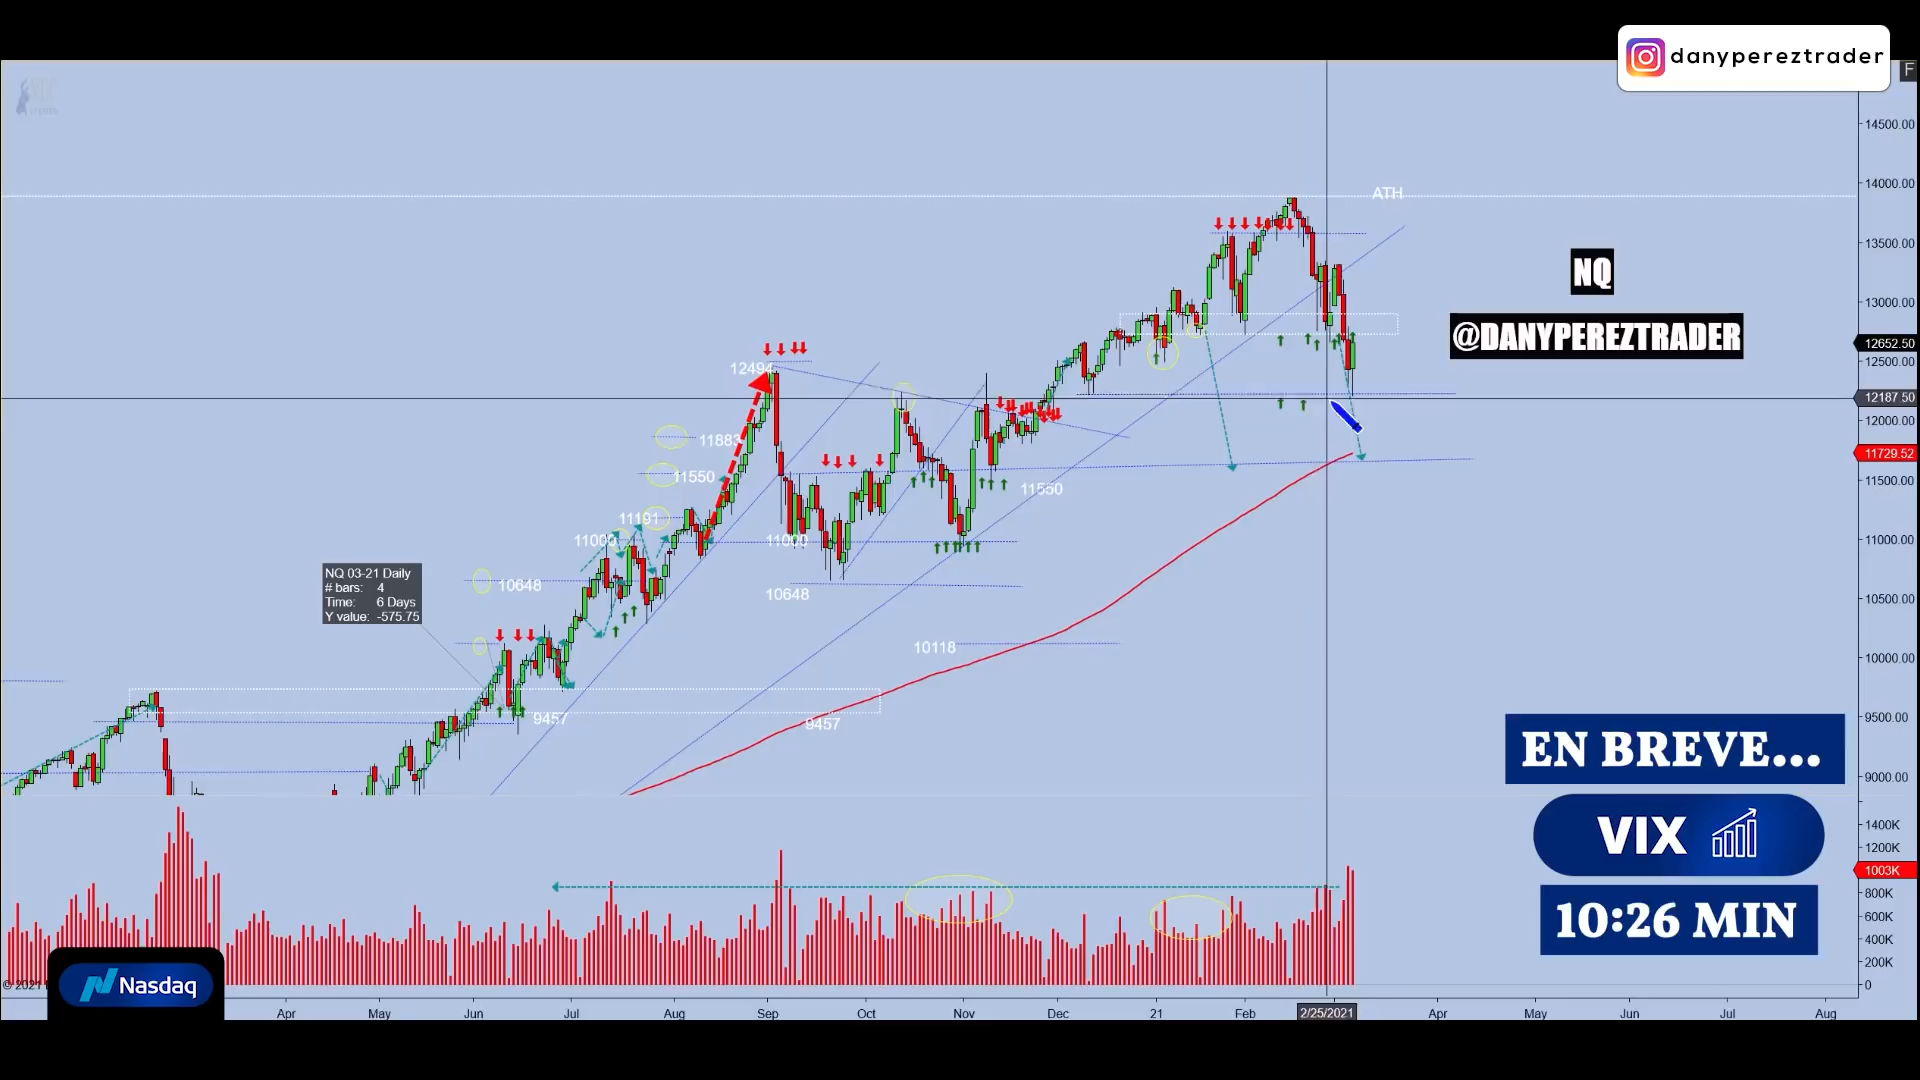 danypereztrader
F
14500.00
14000.00
13500.00
13000.00
12652.50
12500.00
12187.50
12000.00
11729.52
11500.00
11000.00
10500.00
10000.00
9500.00
9000.00
1400K
1200K
1003K
800K
600K
400K
200K
0
ATH
NQ
@DANYPEREZTRADER
12494
11883
11550
11191
11000
10648
11000
10648
11550
10118
9457
9457
NQ 03-21 Daily
# bars: 4
Time: 6 Days
Y value: -575.75
EN BREVE...
VIX
10:26 MIN
© 2021
Nasdaq
Apr
May
Jun
Jul
Aug
Sep
Oct
Nov
Dec
21
Feb
2/25/2021
Apr
May
Jun
Jul
Aug